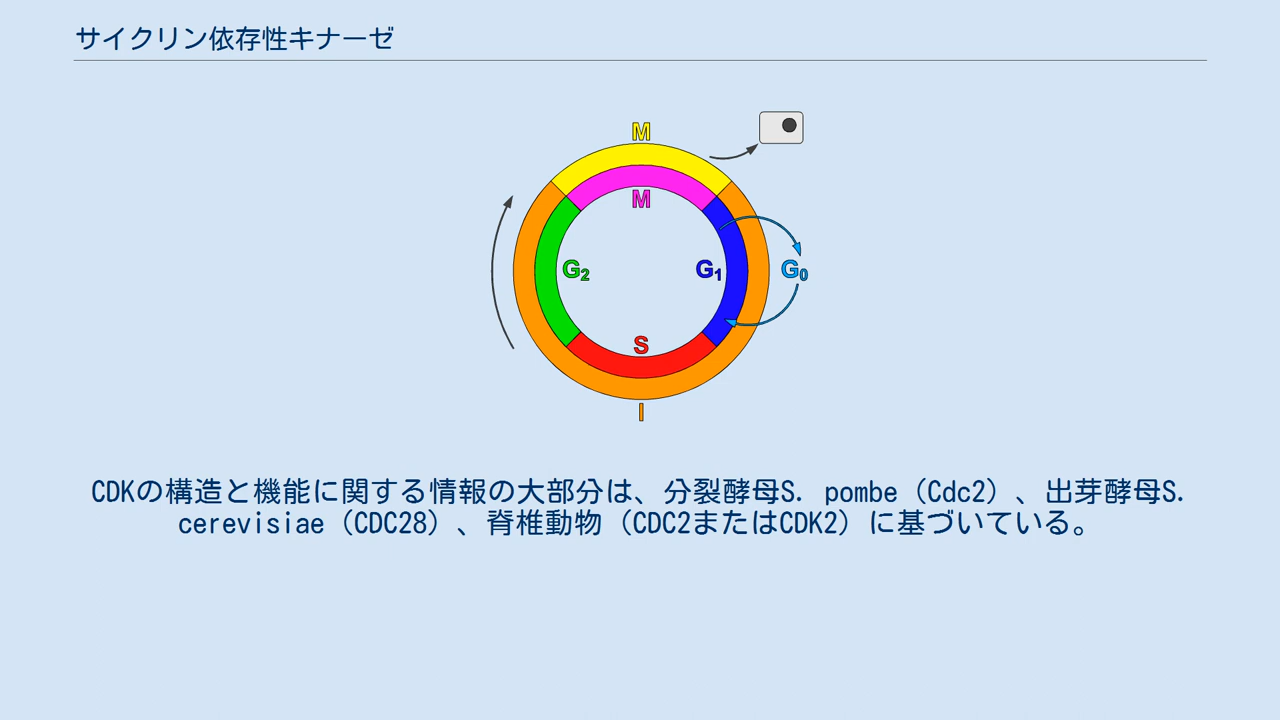 サイクリン依存性キナーゼ
M
M
G₂
G₁
G₀
S
I
CDKの構造と機能に関する情報の大部分は、分裂酵母S. pombe（Cdc2）、出芽酵母S.
cerevisiae（CDC28）、脊椎動物（CDC2またはCDK2）に基づいている。